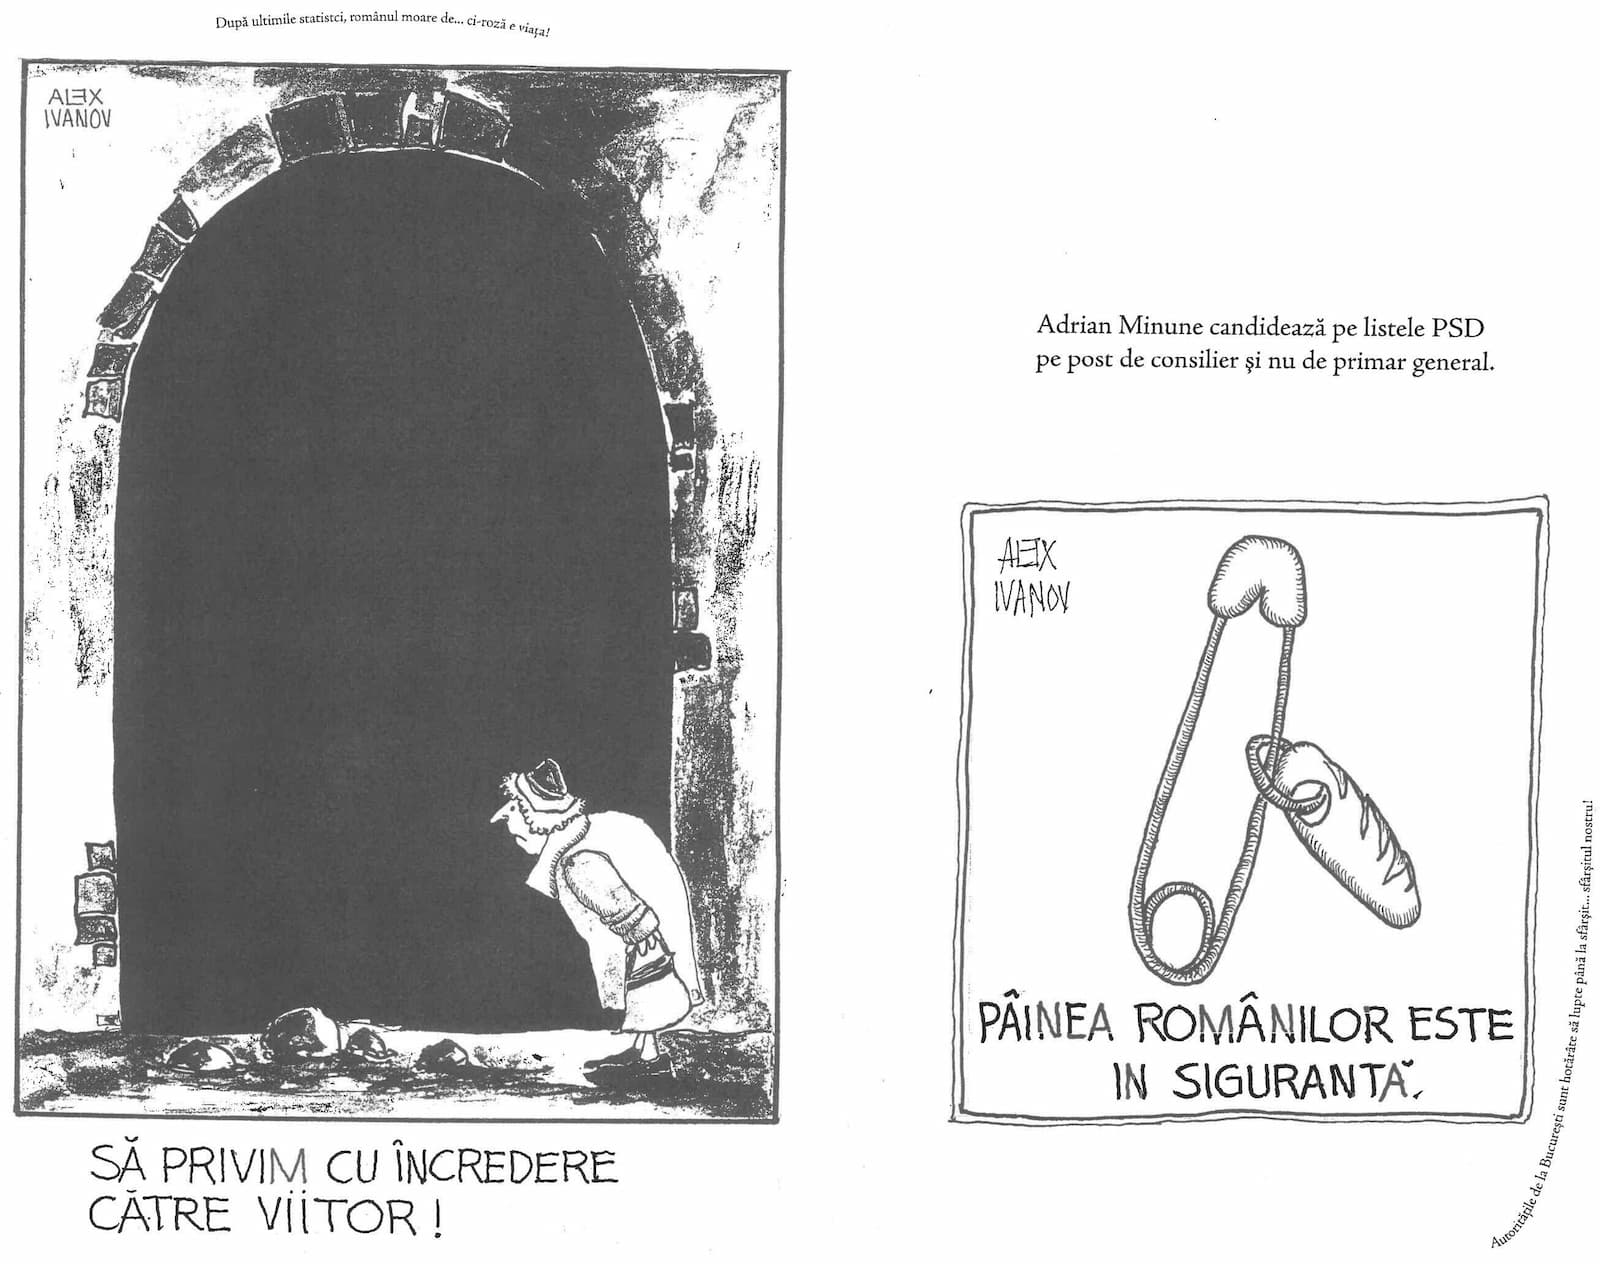 După ultimile statistci, românul moare de... ci-roză e viața!
ALEX
IVANOV
SĂ PRIVIM CU ÎNCREDERE
CĂTRE VIITOR!
Adrian Minune candidează pe listele PSD
pe post de consilier și nu de primar general.
ALEX
IVANOV
PÂINEA ROMÂNILOR ESTE
IN SIGURANTĂ.
Autoritățile de la București sunt hotărâte să lupte până la sfârșit... sfârșitul nostru!